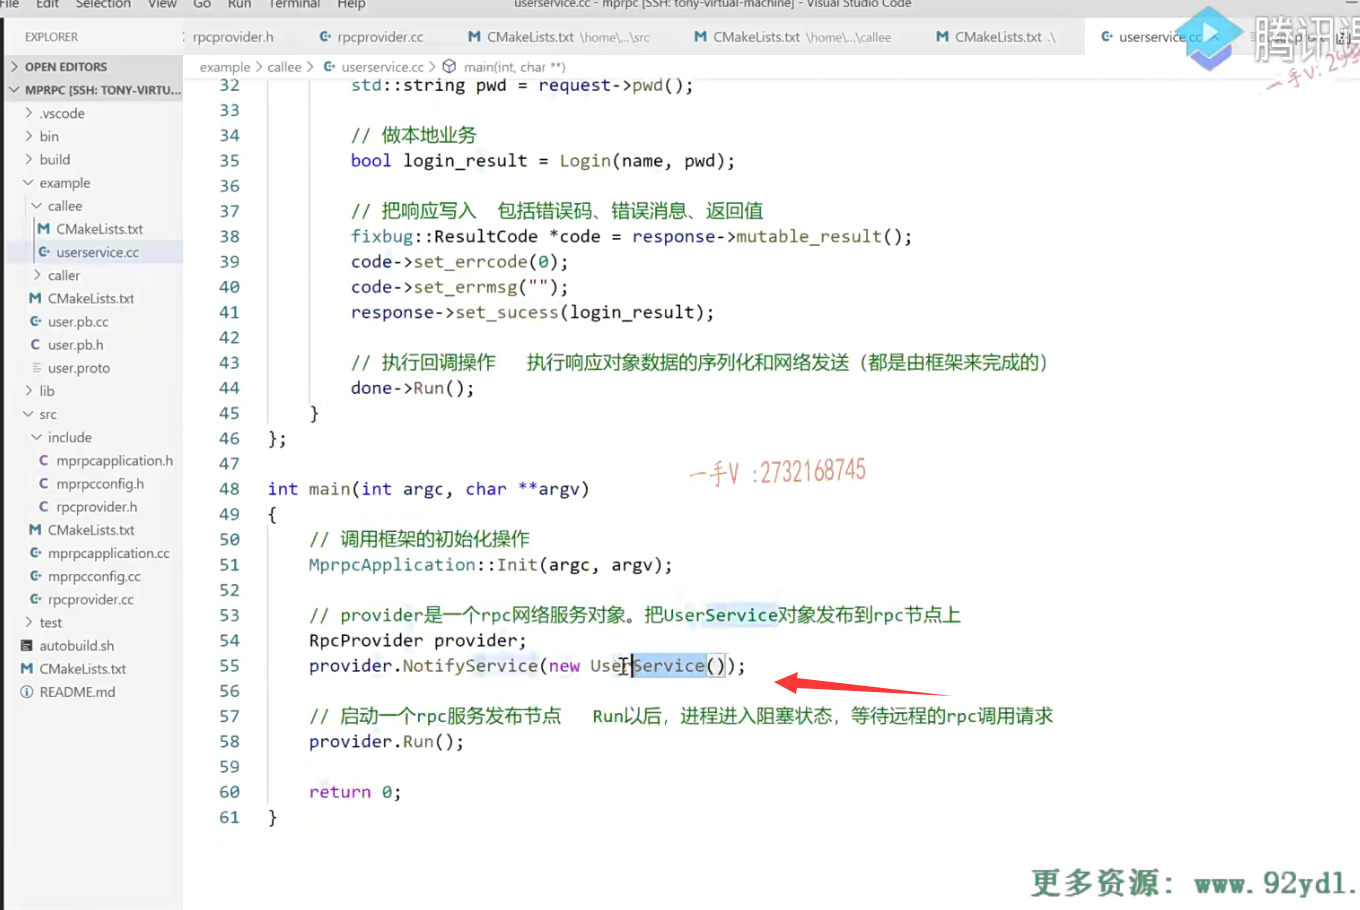 File Edit Selection View Go Run Terminal Help userservice.cc - mprpc [SSH: tony-virtual-machine] - Visual Studio Code
EXPLORER
rpcprovider.h rpcprovider.cc CMakeLists.txt \home\...\src CMakeLists.txt \home\...\callee CMakeLists.txt .\ userservice.cc
腾讯课
一手V: 29
OPEN EDITORS
MPRPC [SSH: TONY-VIRTU...
.vscode
bin
build
example
callee
CMakeLists.txt
userservice.cc
caller
CMakeLists.txt
user.pb.cc
user.pb.h
user.proto
lib
src
include
mprpcapplication.h
mprpcconfig.h
rpcprovider.h
CMakeLists.txt
mprpcapplication.cc
mprpcconfig.cc
rpcprovider.cc
test
autobuild.sh
CMakeLists.txt
README.md
example > callee > userservice.cc > main(int, char **)
32 std::string pwd = request->pwd();
33
34 // 做本地业务
35 bool login_result = Login(name, pwd);
36
37 // 把响应写入 包括错误码、错误消息、返回值
38 fixbug::ResultCode *code = response->mutable_result();
39 code->set_errcode(0);
40 code->set_errmsg("");
41 response->set_sucess(login_result);
42
43 // 执行回调操作 执行响应对象数据的序列化和网络发送（都是由框架来完成的）
44 done->Run();
45 }
46 };
47
一手V :2732168745
48 int main(int argc, char **argv)
49 {
50 // 调用框架的初始化操作
51 MprpcApplication::Init(argc, argv);
52
53 // provider是一个rpc网络服务对象。把UserService对象发布到rpc节点上
54 RpcProvider provider;
55 provider.NotifyService(new UserService());
56
57 // 启动一个rpc服务发布节点 Run以后，进程进入阻塞状态，等待远程的rpc调用请求
58 provider.Run();
59
60 return 0;
61 }
更多资源: www.92yd1.